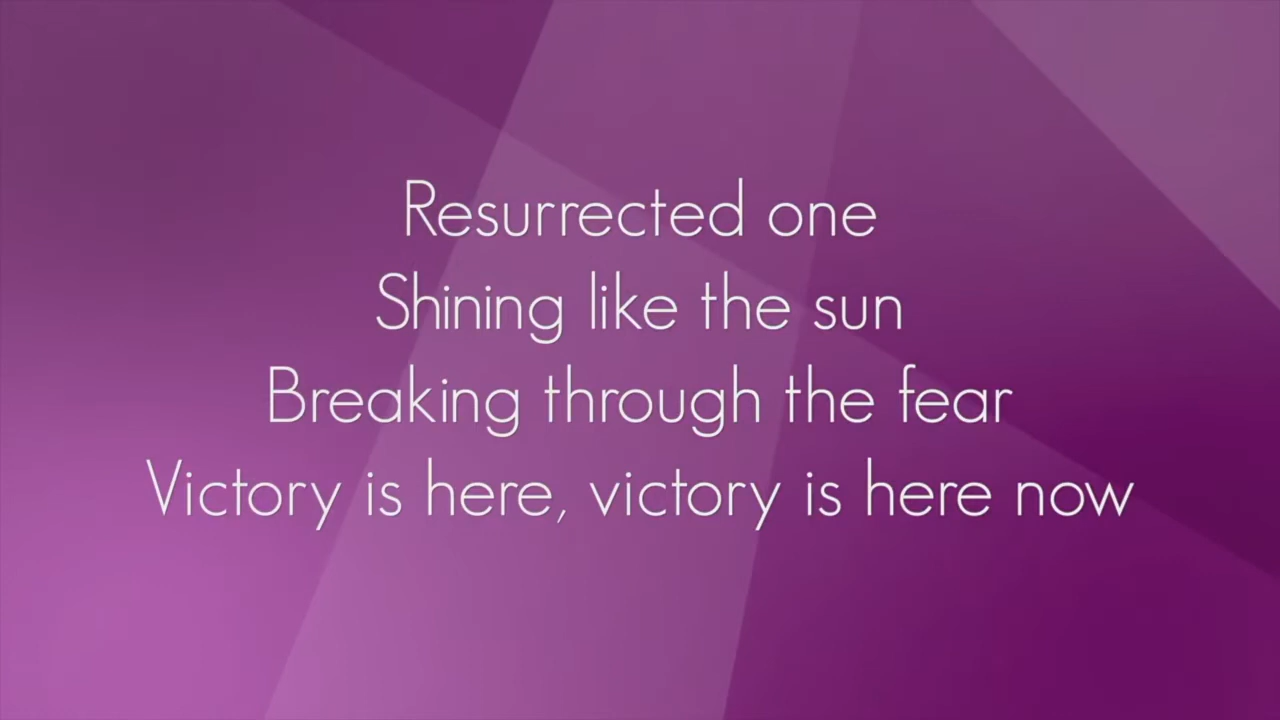 Resurrected one
Shining like the sun
Breaking through the fear
Victory is here, victory is here now